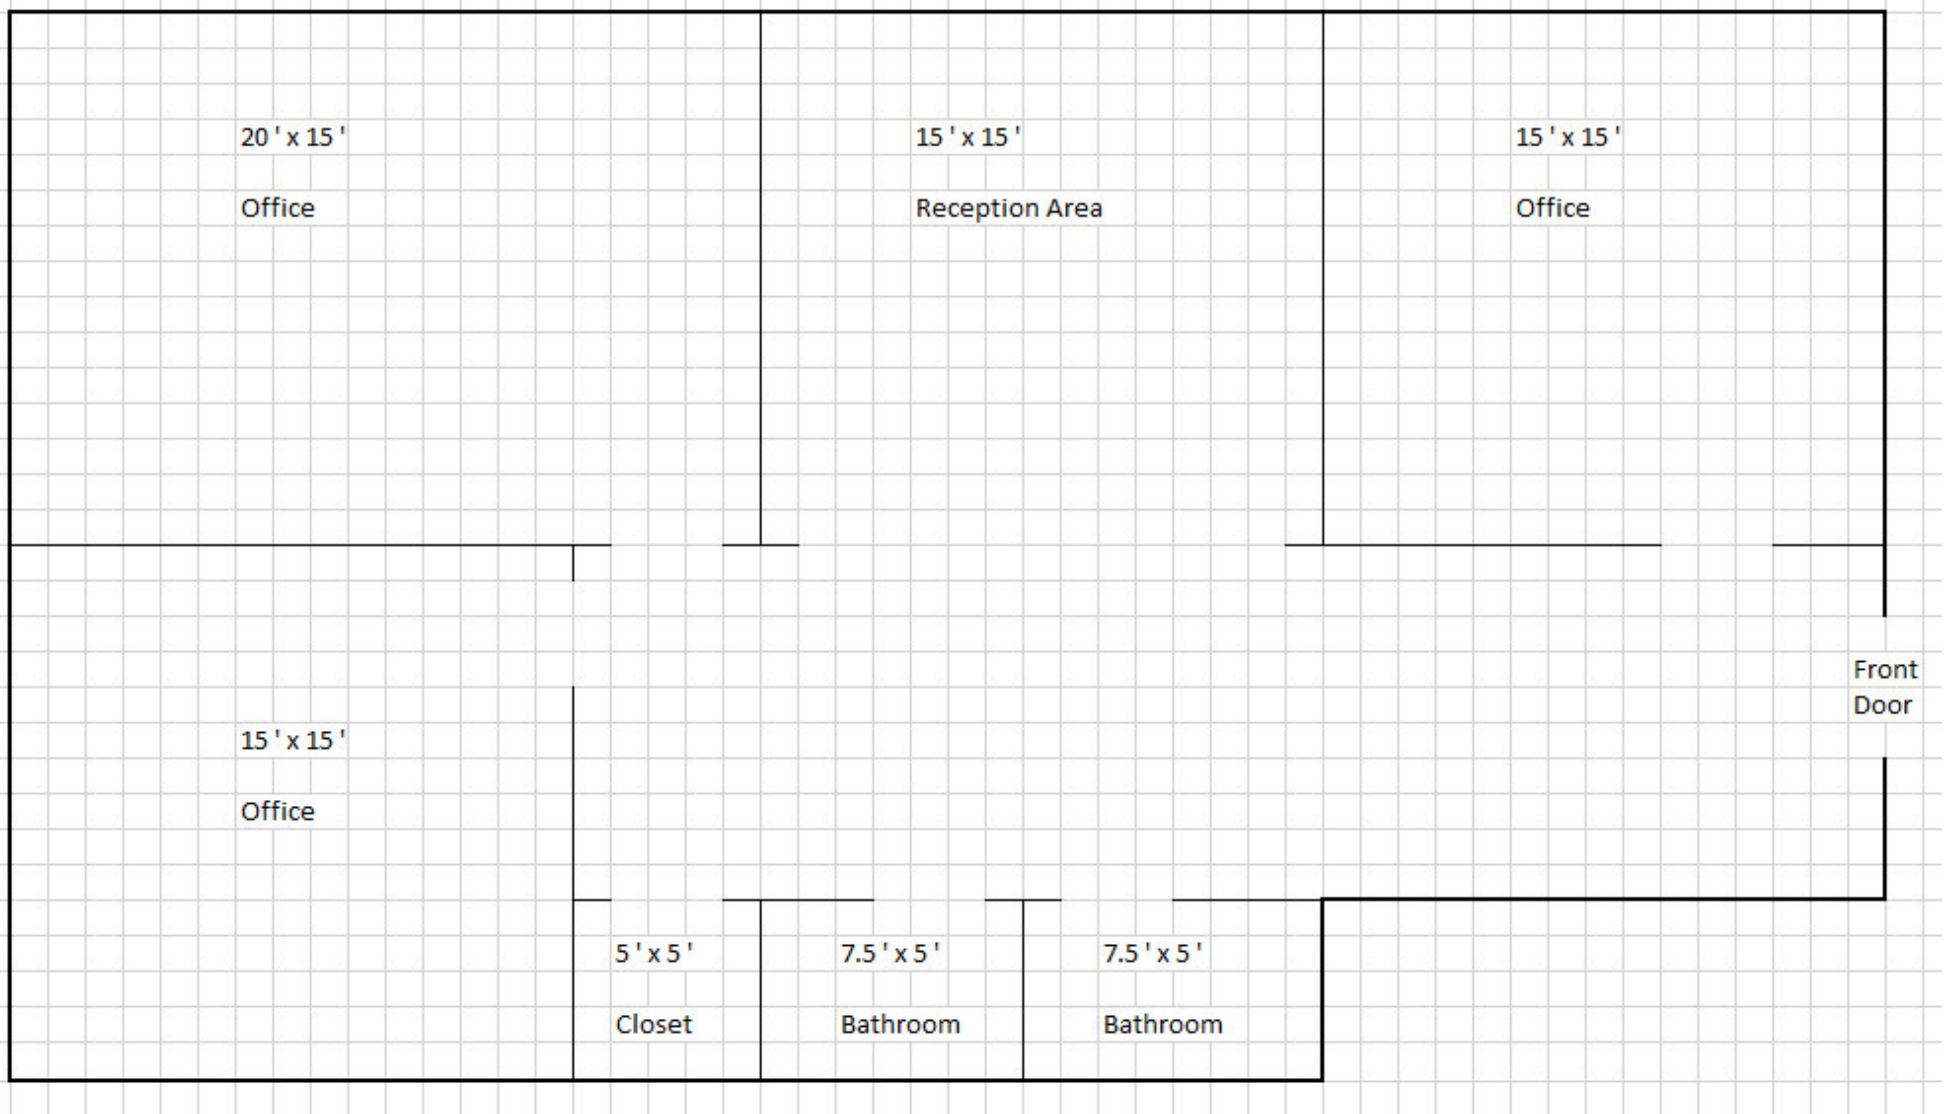 20 ' x 15 '
Office
15 ' x 15 '
Reception Area
15 ' x 15 '
Office
Front
Door
15 ' x 15 '
Office
5 ' x 5 '
Closet
7.5 ' x 5 '
Bathroom
7.5 ' x 5 '
Bathroom